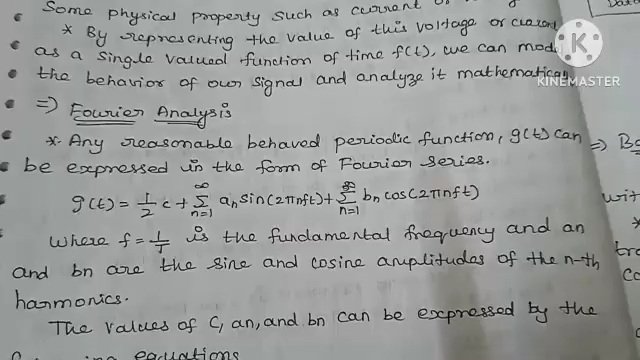 Some physical property such as current or
* By representing the value of this voltage or current
as a single valued function of time f(t), we can model
the behavior of our signal and analyze it mathematically
=> Fourier Analysis
* Any reasonable behaved periodic function, g(t) can
be expressed in the form of Fourier series.
g(t) = 1/2 c + ∞∑n=1 an sin(2πnft) + ∞∑n=1 bn cos(2πnft)
Where f = 1/T is the fundamental frequency and an
and bn are the sine and cosine amplitudes of the n-th
harmonics.
The values of C, an, and bn can be expressed by the
equations
=>
wit
*
K
KINEMASTER